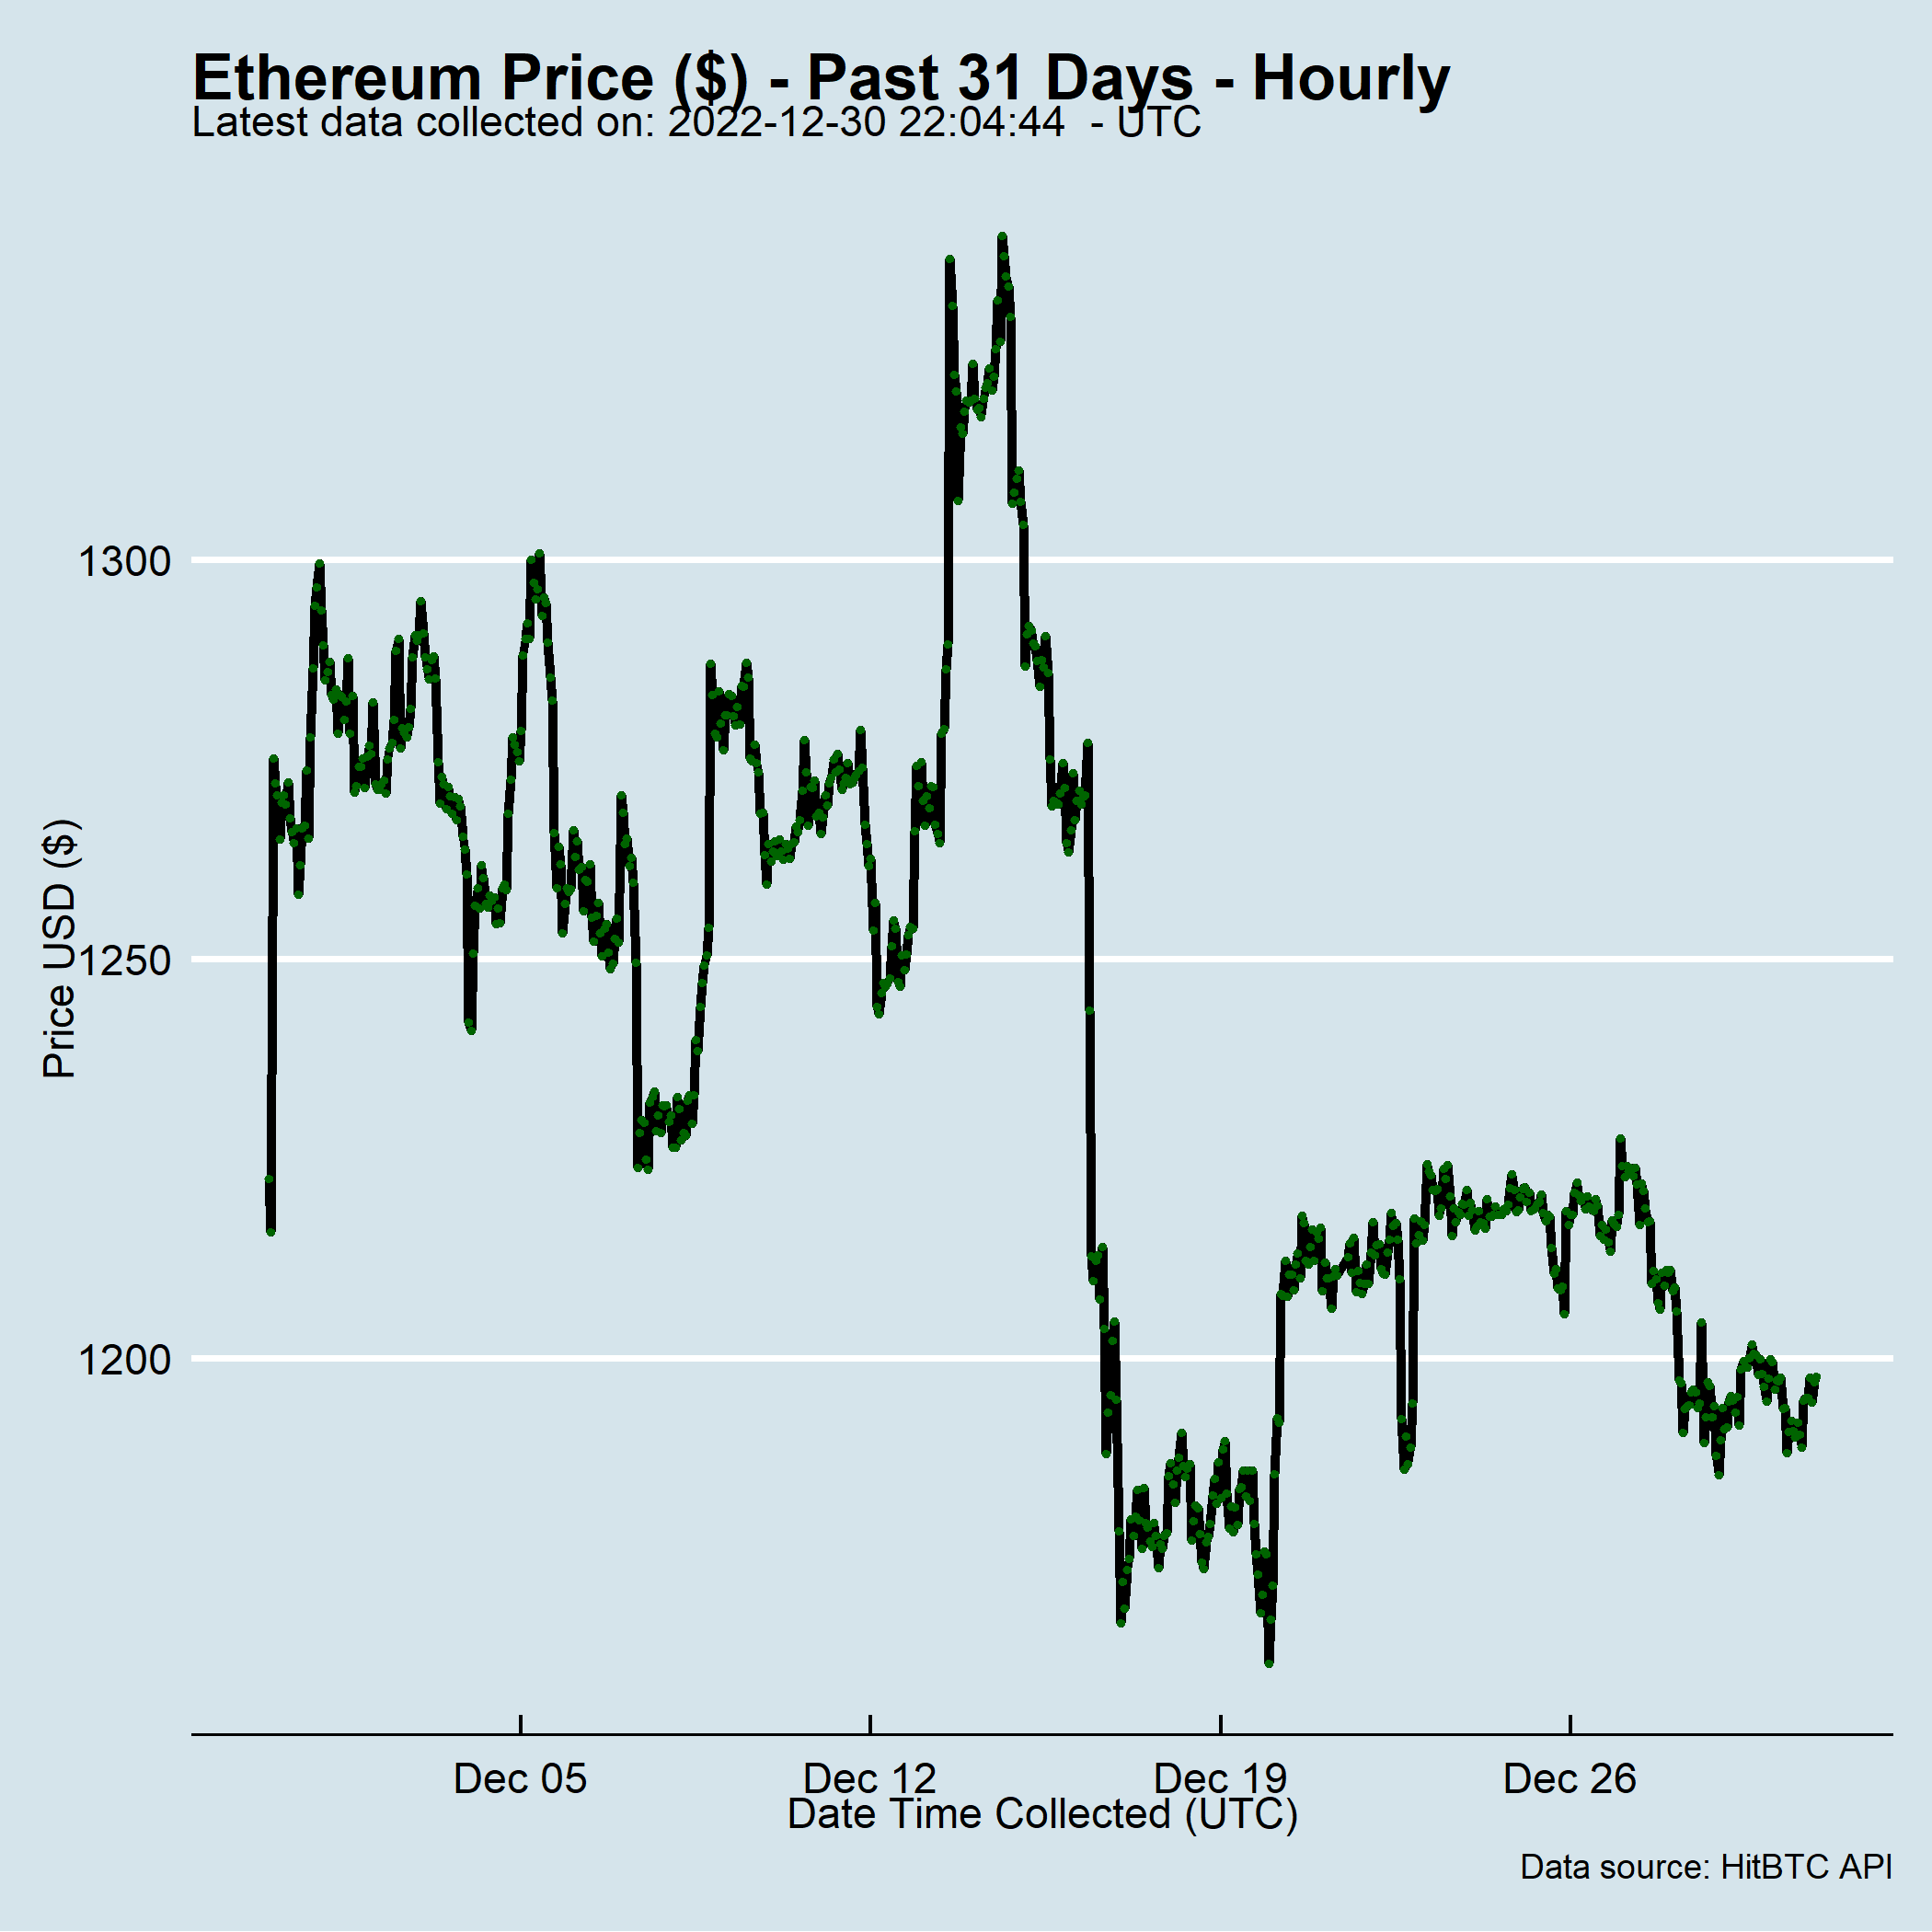 Ethereum Price ($) - Past 31 Days - Hourly
Latest data collected on: 2022-12-30 22:04:44  - UTC
Price USD ($)
1300
1250
1200
Dec 05 Dec 12 Dec 19 Dec 26
Date Time Collected (UTC)
Data source: HitBTC API